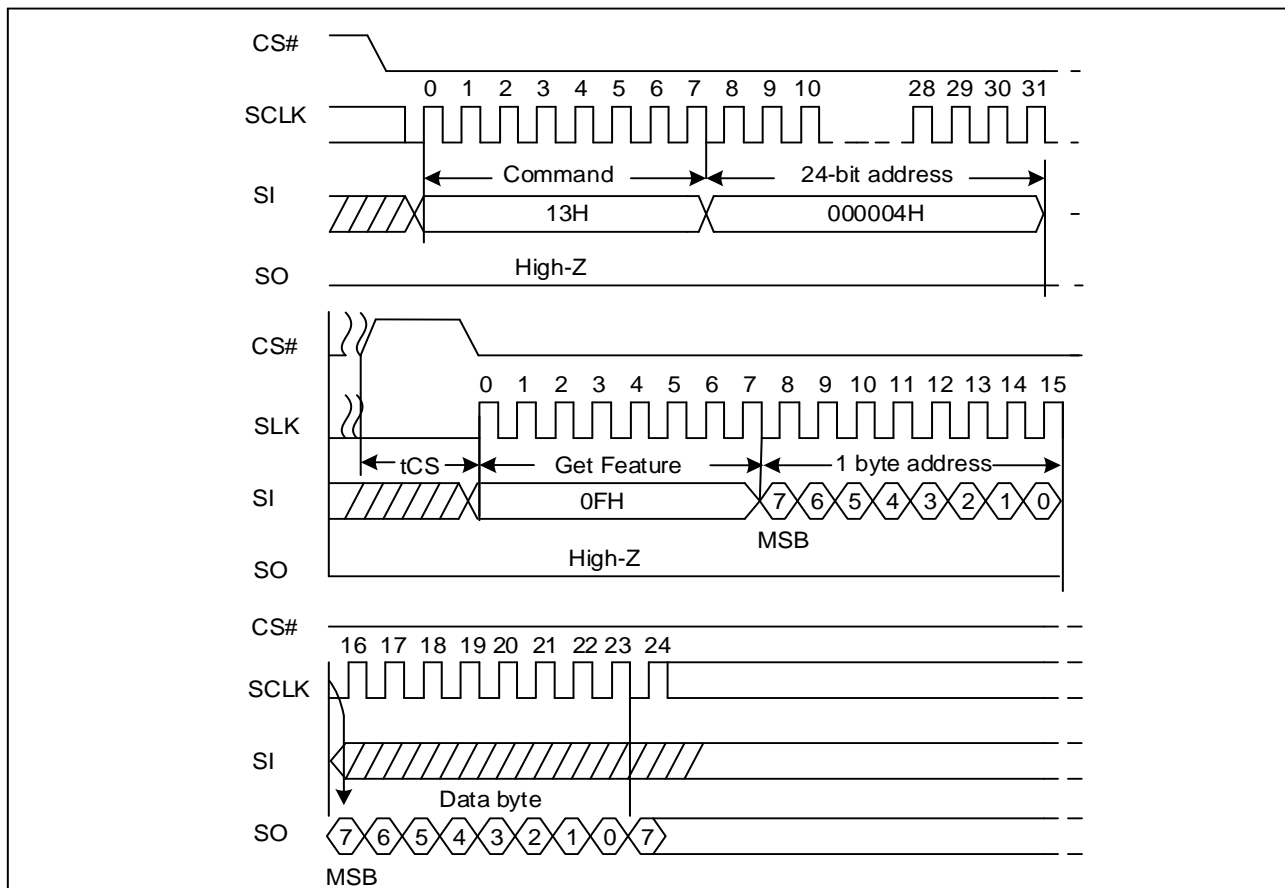 CS#
0 1 2 3 4 5 6 7 8 9 10 28 29 30 31
SCLK
Command 24-bit address
SI
13H 000004H
High-Z
SO
CS#
0 1 2 3 4 5 6 7 8 9 10 11 12 13 14 15
SLK
tCS Get Feature 1 byte address
SI
0FH 7 6 5 4 3 2 1 0
MSB
High-Z
SO
CS#
16 17 18 19 20 21 22 23 24
SCLK
SI
Data byte
SO 7 6 5 4 3 2 1 0 7
MSB